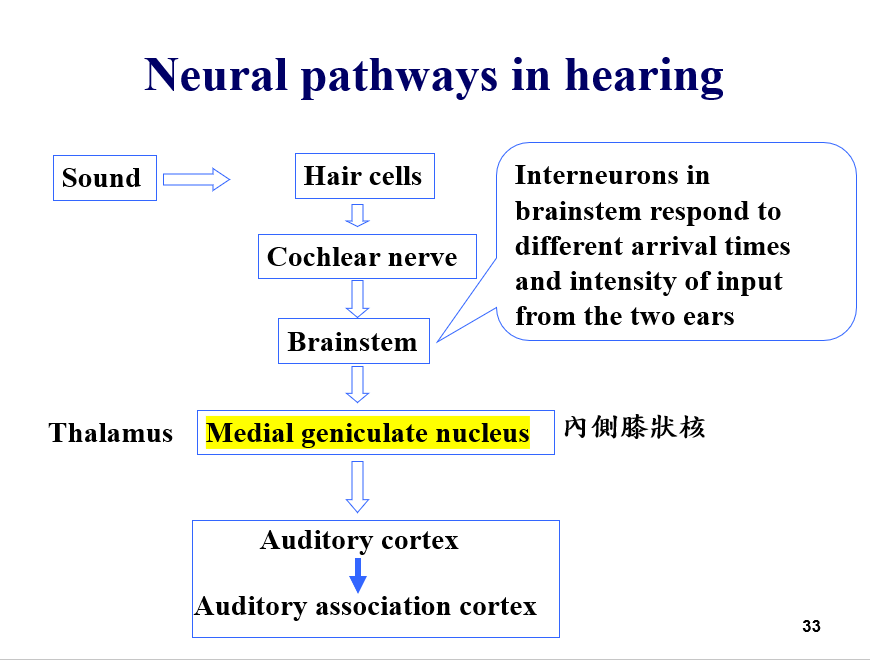 Neural pathways in hearing
Sound
Hair cells
Cochlear nerve
Brainstem
Interneurons in
brainstem respond to
different arrival times
and intensity of input
from the two ears
Thalamus
Medial geniculate nucleus
內側膝狀核
Auditory cortex
Auditory association cortex
33